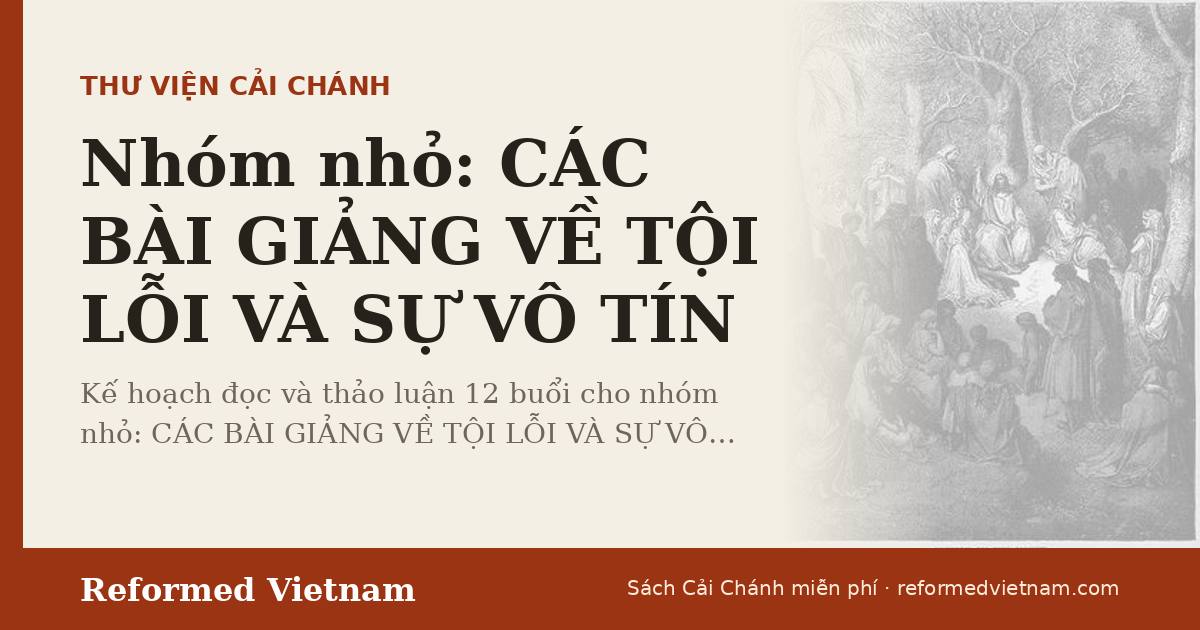 THƯ VIỆN CẢI CHÁNH
Nhóm nhỏ: CÁC
BÀI GIẢNG VỀ TỘI
LỖI VÀ SỰ VÔ TÍN
Kế hoạch đọc và thảo luận 12 buổi cho nhóm
nhỏ: CÁC BÀI GIẢNG VỀ TỘI LỖI VÀ SỰ VÔ...
Reformed Vietnam
Sách Cải Chánh miễn phí · reformedvietnam.com